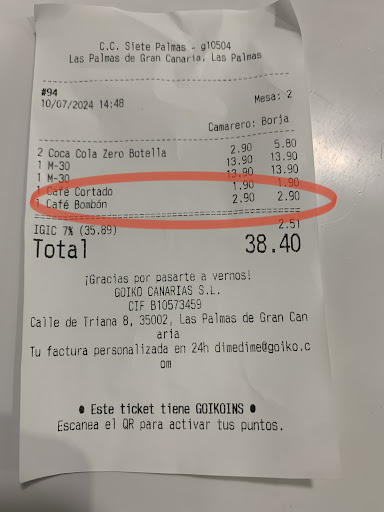 C.C. Siete Palmas - g10504
Las Palmas de Gran Canaria, Las Palmas
#94
10/07/2024 14:48
Mesa: 2
Camarero: Borja
2 Coca Cola Zero Botella 2.90 5.80
1 M-30 13.90 13.90
1 M-30 13.90 13.90
1 Café Cortado 1.90 1.90
1 Café Bombón 2.90 2.90
IGIC 7% (35.89) 2.51
Total 38.40
¡Gracias por pasarte a vernos!
GOIKO CANARIAS S.L.
CIF B10573459
Calle de Triana 8, 35002, Las Palmas de Gran Can
aria
Tu factura personalizada en 24h dimedime@goiko.c
om
● Este ticket tiene GOIKOINS ●
Escanea el QR para activar tus puntos.